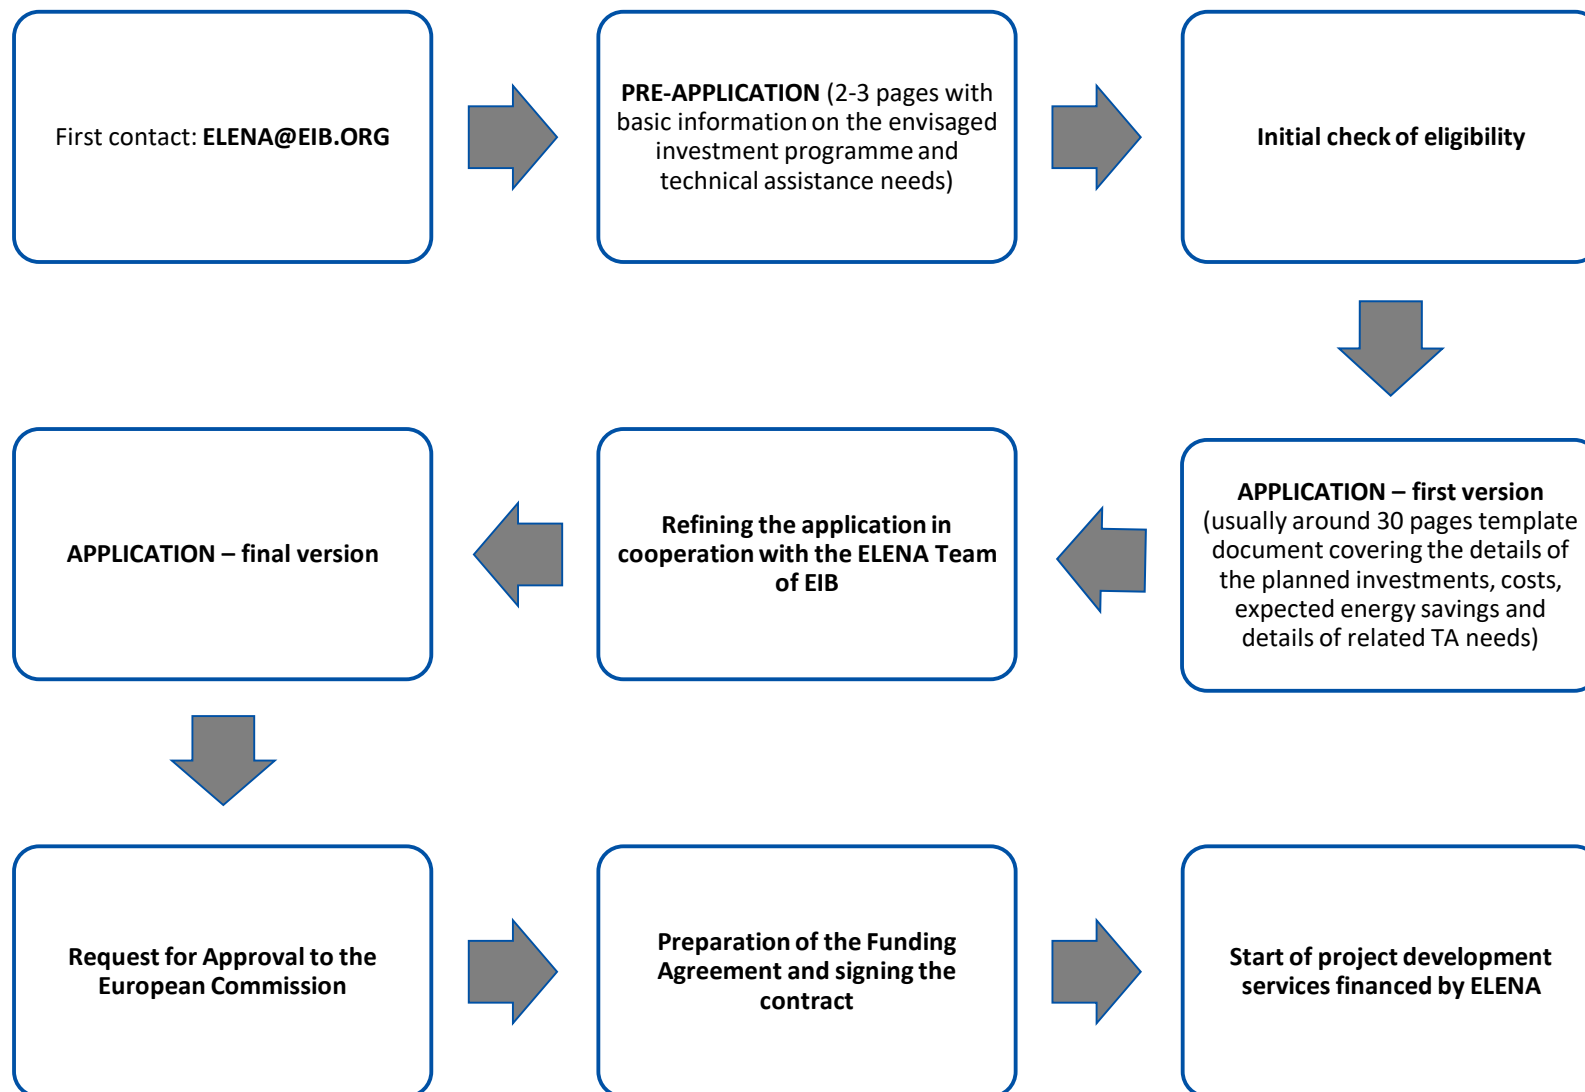 First contact: ELENA@EIB.ORG
PRE-APPLICATION (2-3 pages with
basic information on the envisaged
investment programme and
technical assistance needs)
Initial check of eligibility
APPLICATION – first version
(usually around 30 pages template
document covering the details of
the planned investments, costs,
expected energy savings and
details of related TA needs)
Refining the application in
cooperation with the ELENA Team
of EIB
APPLICATION – final version
Request for Approval to the
European Commission
Preparation of the Funding
Agreement and signing the
contract
Start of project development
services financed by ELENA